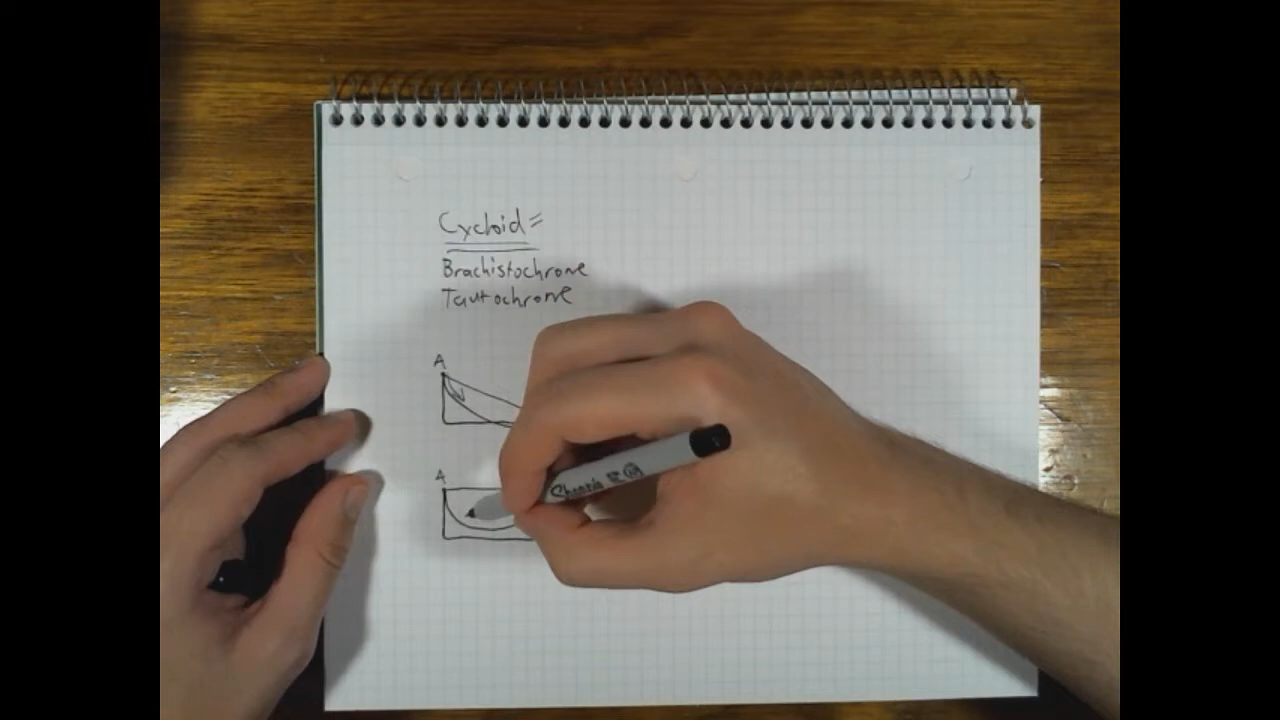 Cycloid =
Brachistochrone
Tautochrone
A
A